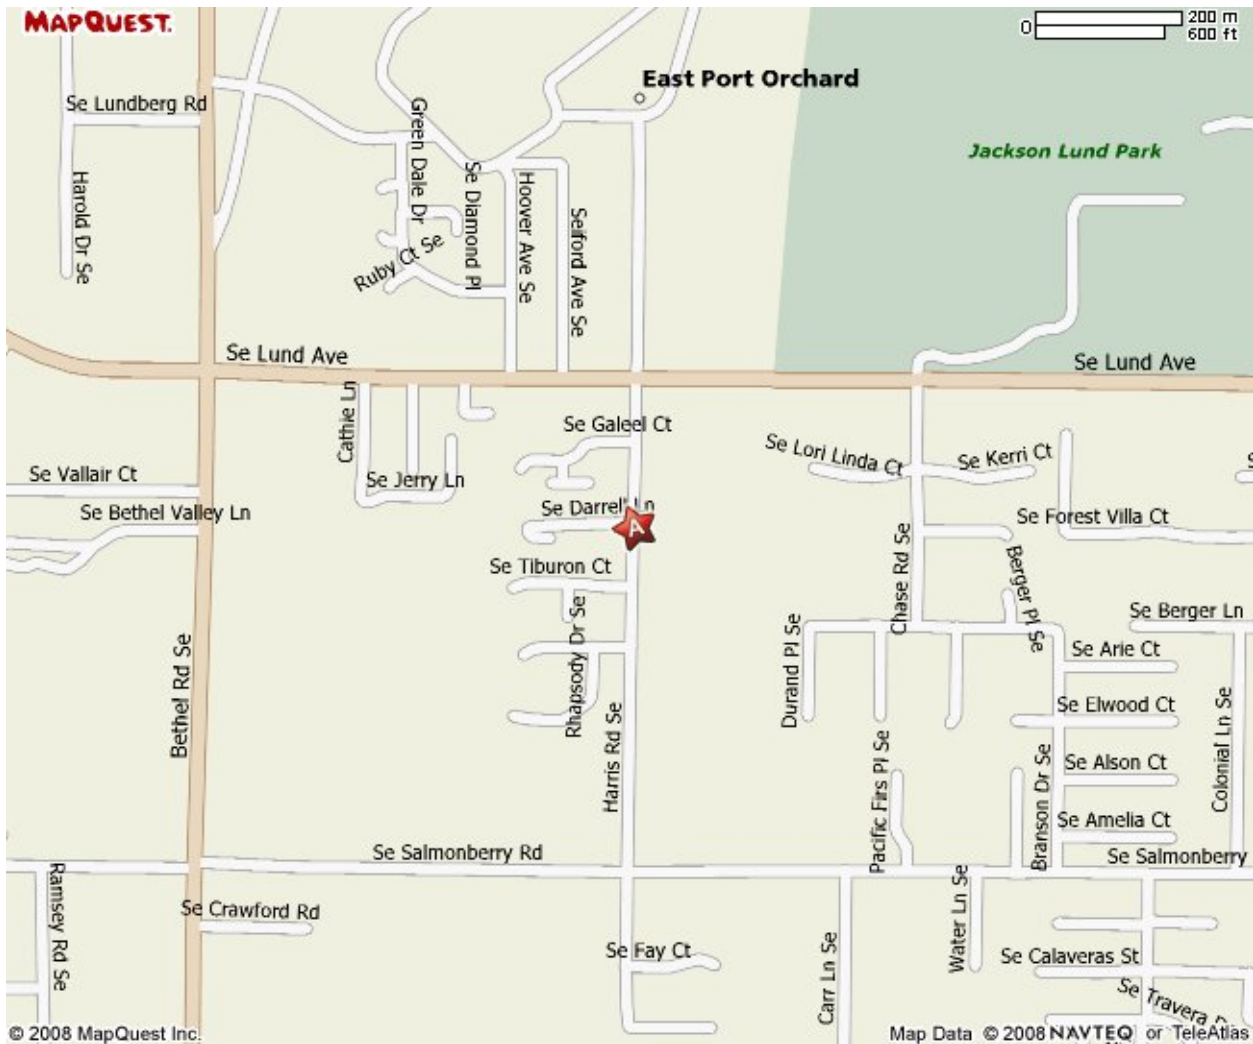 MAPQUEST.
0
200 m
600 ft
East Port Orchard
Se Lundberg Rd
Green Dale Dr
Jackson Lund Park
Harold Dr Se
Se Diamond Pl
Hoover Ave Se
Seiford Ave Se
Ruby Ct Se
Se Lund Ave
Se Lund Ave
Cathie Ln
Se Galeel Ct
Se Lori Linda Ct
Se Kerri Ct
Se Vallair Ct
Se Jerry Ln
Se Bethel Valley Ln
Se Darrell Ln
A
Se Forest Villa Ct
Chase Rd Se
Berger Pl Se
Se Tiburon Ct
Se Berger Ln
Rhapsody Dr Se
Durand Pl Se
Se Arie Ct
Bethel Rd Se
Harris Rd Se
Se Elwood Ct
Pacific Firs Pl Se
Branson Dr Se
Se Alson Ct
Colonial Ln Se
Se Amelia Ct
Se Salmonberry Rd
Se Salmonberry
Ramsey Rd Se
Water Ln Se
Se Crawford Rd
Se Fay Ct
Carr Ln Se
Se Calaveras St
Se Travera
© 2008 MapQuest Inc.
Map Data © 2008 NAVTEQ or TeleAtlas